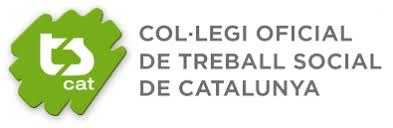 ts
cat
COL·LEGI OFICIAL
DE TREBALL SOCIAL
DE CATALUNYA